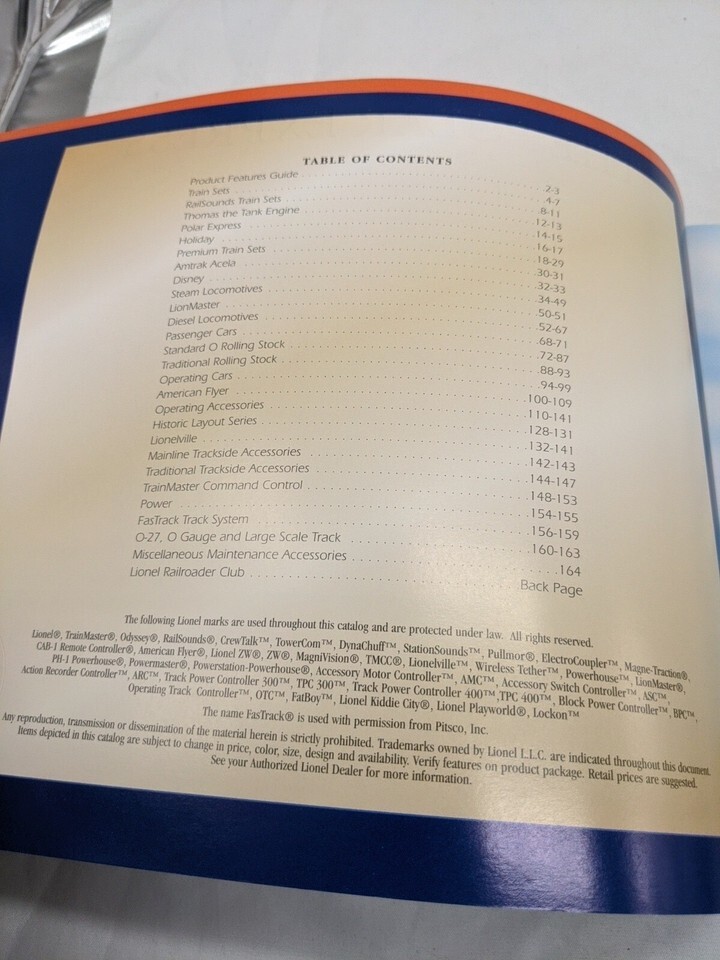 TABLE OF CONTENTS
Product Features Guide . . . 2-3
Train Sets . . . 4-7
RailSounds Train Sets . . . 8-11
Thomas the Tank Engine . . . 12-13
Polar Express . . . 14-15
Holiday . . . 16-17
Premium Train Sets . . . 18-29
Amtrak Acela . . . 30-31
Disney . . . 32-33
Steam Locomotives . . . 34-49
LionMaster . . . 50-51
Diesel Locomotives . . . 52-67
Passenger Cars . . . 68-71
Standard O Rolling Stock . . . 72-87
Traditional Rolling Stock . . . 88-93
Operating Cars . . . 94-99
American Flyer . . . 100-109
Operating Accessories . . . 110-141
Historic Layout Series . . . 128-131
Lionelville . . . 132-141
Mainline Trackside Accessories . . . 142-143
Traditional Trackside Accessories . . . 144-147
TrainMaster Command Control . . . 148-153
Power . . . 154-155
FasTrack Track System . . . 156-159
O-27, O Gauge and Large Scale Track . . . 160-163
Miscellaneous Maintenance Accessories . . . 164
Lionel Railroader Club . . . Back Page
The following Lionel marks are used throughout this catalog and are protected under law. All rights reserved.
Lionel®, TrainMaster®, Odyssey®, RailSounds®, CrewTalk™, TowerCom™, DynaChuff™, StationSounds™, Pullmor®, ElectroCoupler™, Magne-Traction®,
CAB-1 Remote Controller®, American Flyer®, Lionel ZW®, ZW®, MagniVision®, TMCC®, Lionelville™, Wireless Tether™, Powerhouse™, LionMaster®,
PH-1 Powerhouse®, Powermaster®, Powerstation-Powerhouse®, Accessory Motor Controller™, AMC™, Accessory Switch Controller™, ASC™,
Action Recorder Controller™, ARC™, Track Power Controller 300™, TPC 300™, Track Power Controller 400™, TPC 400™, Block Power Controller™, BPC™,
Operating Track Controller™, OTC™, FatBoy™, Lionel Kiddie City®, Lionel Playworld®, Lockon™
The name FasTrack® is used with permission from Pitsco, Inc.
Any reproduction, transmission or dissemination of the material herein is strictly prohibited. Trademarks owned by Lionel L.L.C. are indicated throughout this document.
Items depicted in this catalog are subject to change in price, color, size, design and availability. Verify features on product package. Retail prices are suggested.
See your Authorized Lionel Dealer for more information.